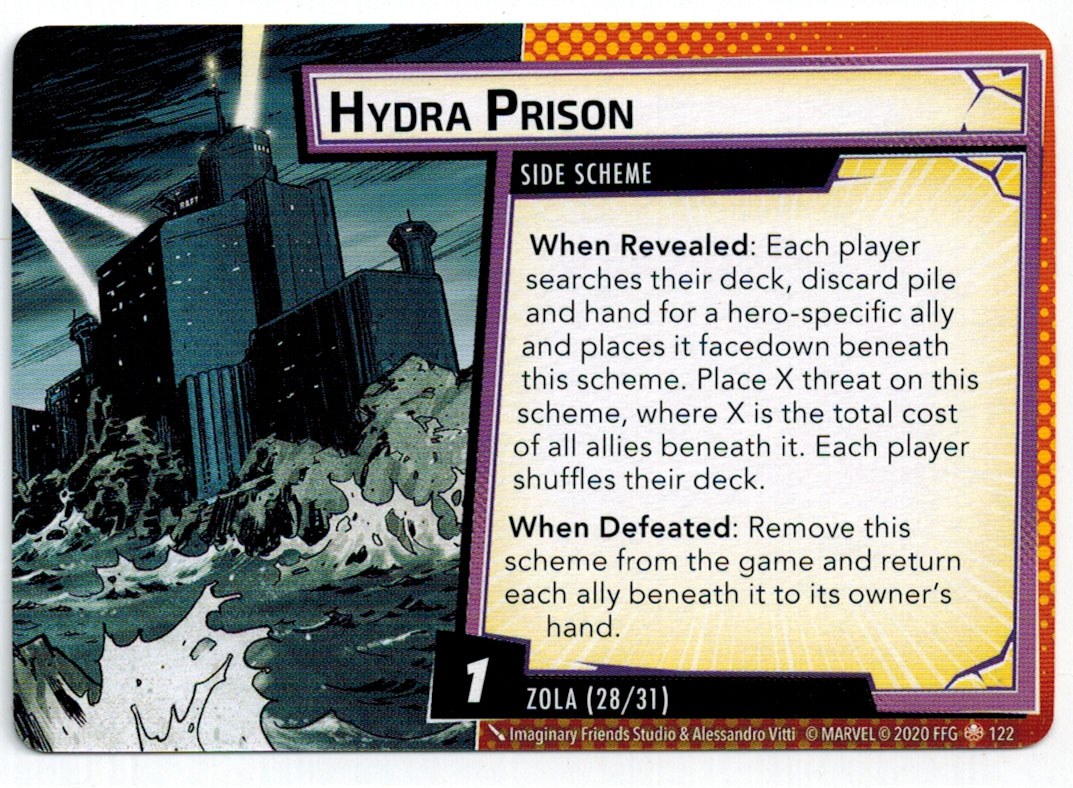 HYDRA PRISON
SIDE SCHEME
RAFT
When Revealed: Each player
searches their deck, discard pile
and hand for a hero-specific ally
and places it facedown beneath
this scheme. Place X threat on this
scheme, where X is the total cost
of all allies beneath it. Each player
shuffles their deck.
When Defeated: Remove this
scheme from the game and return
each ally beneath it to its owner's
hand.
1
ZOLA (28/31)
Imaginary Friends Studio & Alessandro Vitti © MARVEL © 2020 FFG 122